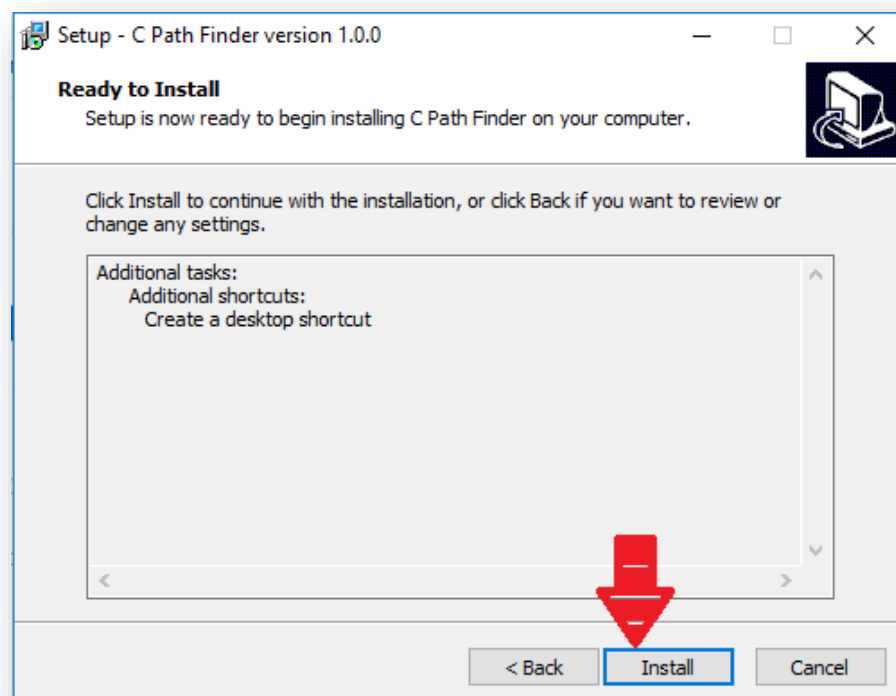 Setup - C Path Finder version 1.0.0
Ready to Install
Setup is now ready to begin installing C Path Finder on your computer.
Click Install to continue with the installation, or click Back if you want to review or
change any settings.
Additional tasks:
Additional shortcuts:
Create a desktop shortcut
< Back
Install
Cancel